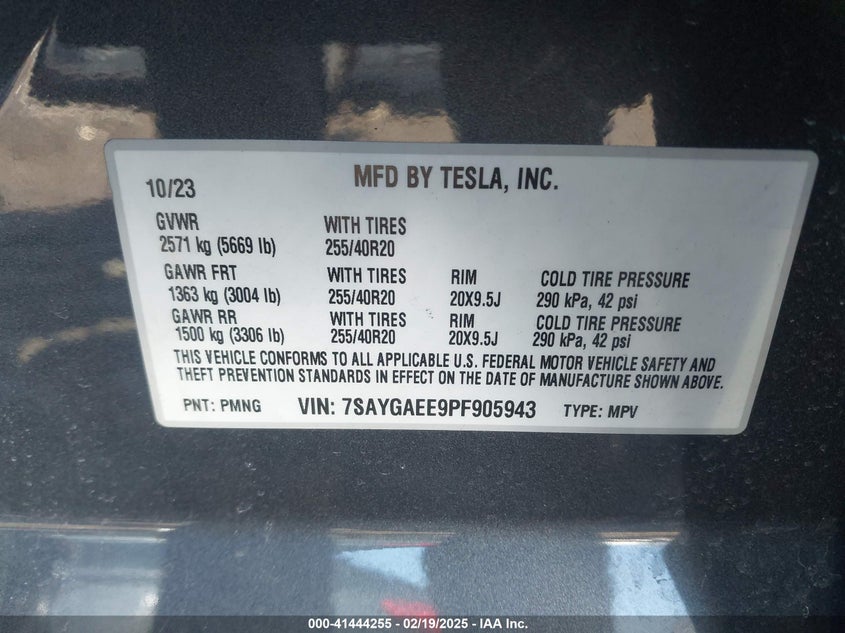 10/23 MFD BY TESLA, INC.
GVWR WITH TIRES
2571 kg (5669 lb) 255/40R20
GAWR FRT WITH TIRES RIM COLD TIRE PRESSURE
1363 kg (3004 lb) 255/40R20 20X9.5J 290 kPa, 42 psi
GAWR RR WITH TIRES RIM COLD TIRE PRESSURE
1500 kg (3306 lb) 255/40R20 20X9.5J 290 kPa, 42 psi
THIS VEHICLE CONFORMS TO ALL APPLICABLE U.S. FEDERAL MOTOR VEHICLE SAFETY AND
THEFT PREVENTION STANDARDS IN EFFECT ON THE DATE OF MANUFACTURE SHOWN ABOVE.
PNT: PMNG VIN: 7SAYGAEE9PF905943 TYPE: MPV
000-41444255 - 02/19/2025 - IAA Inc.